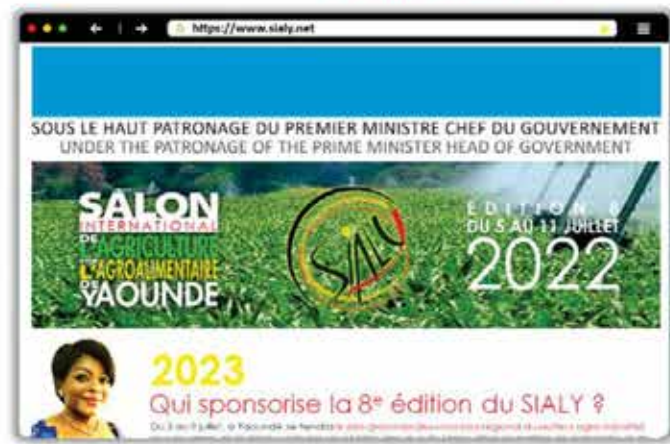 https://www.sialy.net
SOUS LE HAUT PATRONAGE DU PREMIER MINISTRE CHEF DU GOUVERNEMENT
UNDER THE PATRONAGE OF THE PRIME MINISTER HEAD OF GOVERNMENT
SALON
INTERNATIONAL
DE
L'AGRICULTURE
L'AGROALIMENTAIRE
DE
YAOUNDE
SIALY
EDITION 8
DU 5 AU 11 JUILLET
2022
2023
Qui sponsorise la 8e édition du SIALY ?